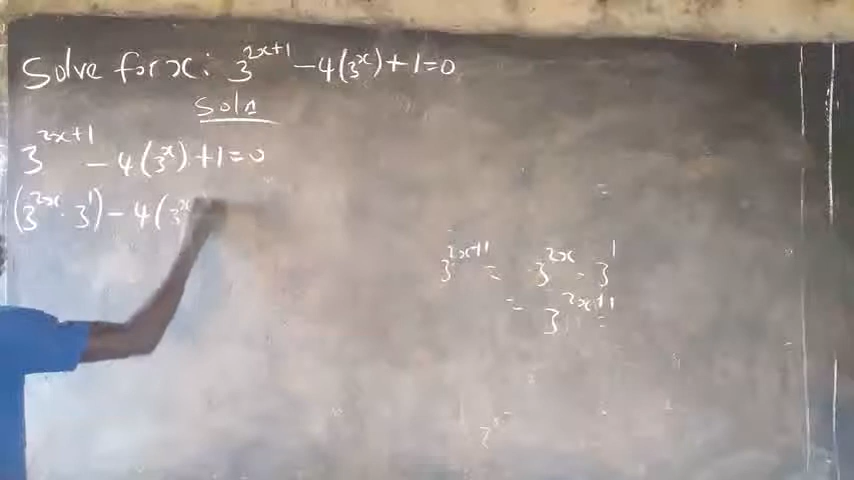 Solve for x: 3^{2x+1} - 4(3^x) + 1 = 0
Soln
3^{2x+1} - 4(3^x) + 1 = 0
(3^{2x} · 3^1) - 4(3^x
3^{2x+1} = 3^{2x} · 3^1
= 3^{2x+1}